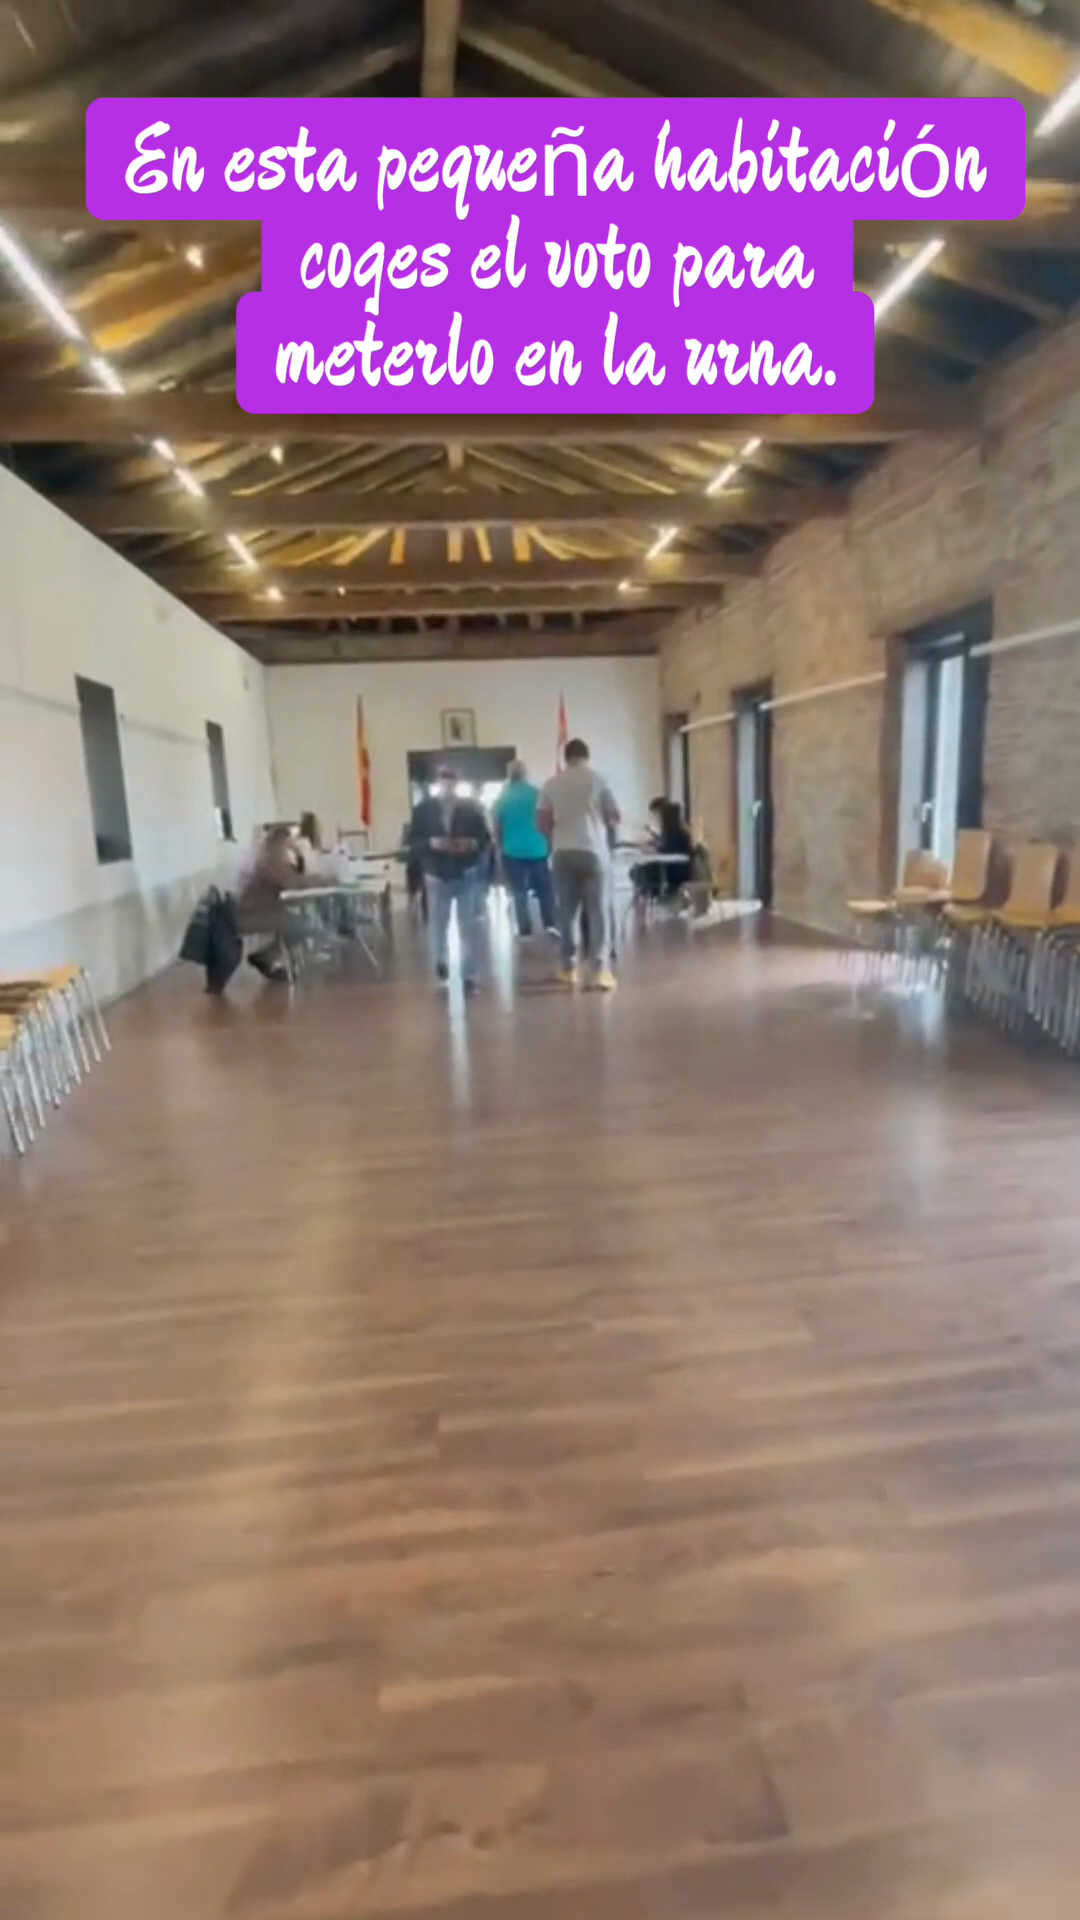 En esta pequeña habitación
coges el voto para
meterlo en la urna.